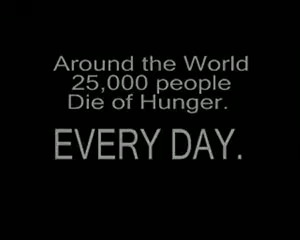 Around the World
25,000 people
Die of Hunger.
EVERY DAY.